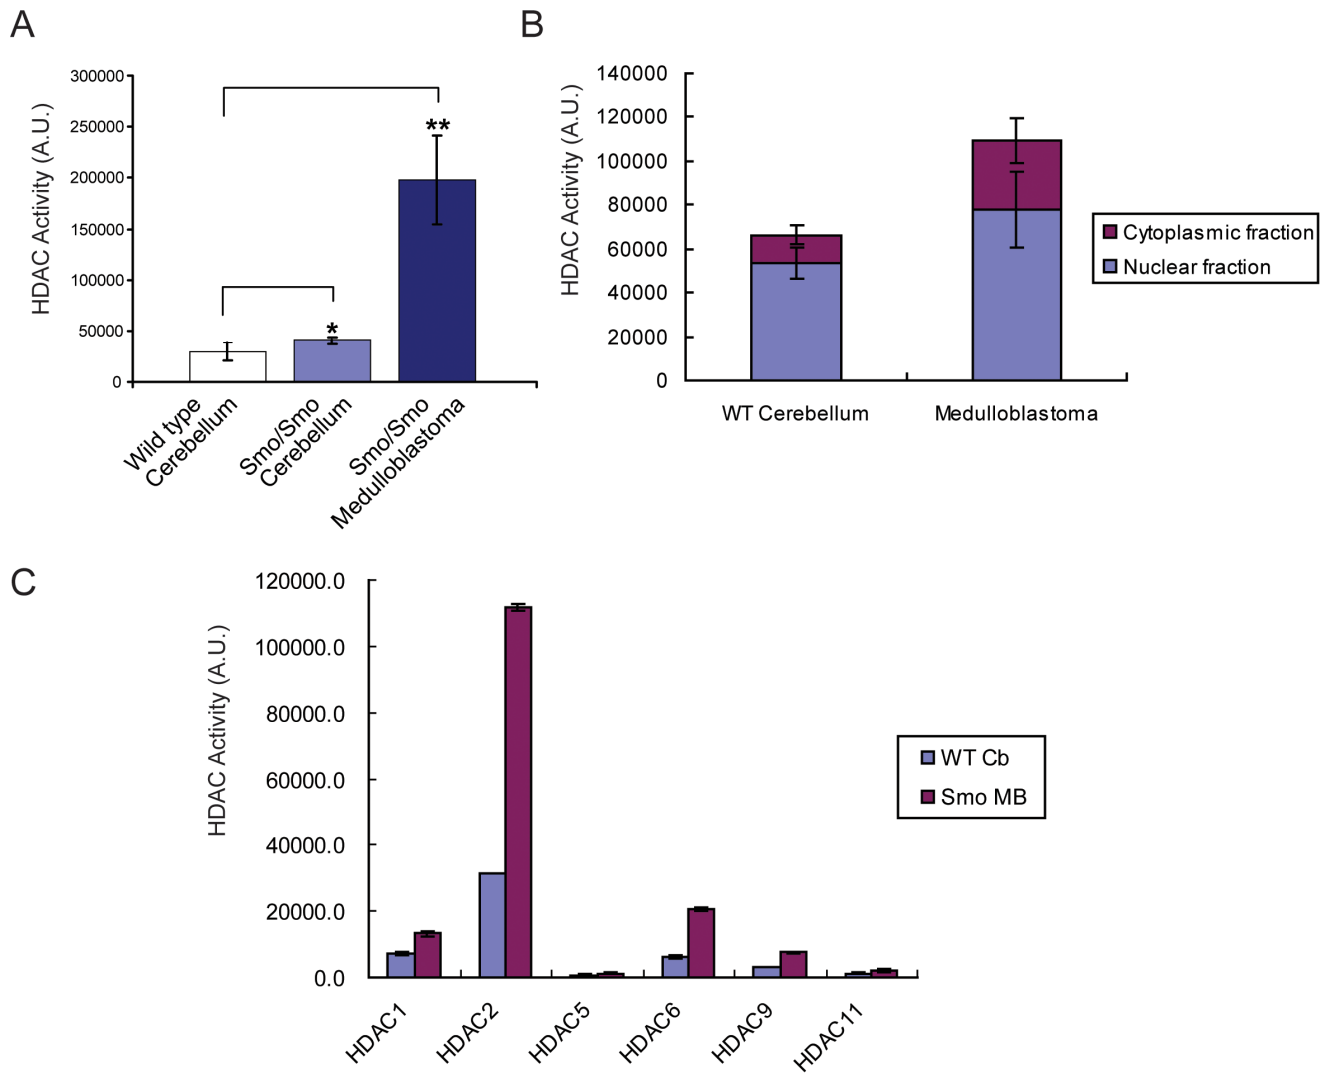 A
HDAC Activity (A.U.)
300000
250000
200000
150000
100000
50000
0
**
*
Wild type
Cerebellum
Smo/Smo
Cerebellum
Smo/Smo
Medulloblastoma
B
HDAC Activity (A.U.)
140000
120000
100000
80000
60000
40000
20000
0
WT Cerebellum
Medulloblastoma
Cytoplasmic fraction
Nuclear fraction
C
HDAC Activity (A.U.)
120000.0
100000.0
80000.0
60000.0
40000.0
20000.0
0.0
HDAC1
HDAC2
HDAC5
HDAC6
HDAC9
HDAC11
WT Cb
Smo MB